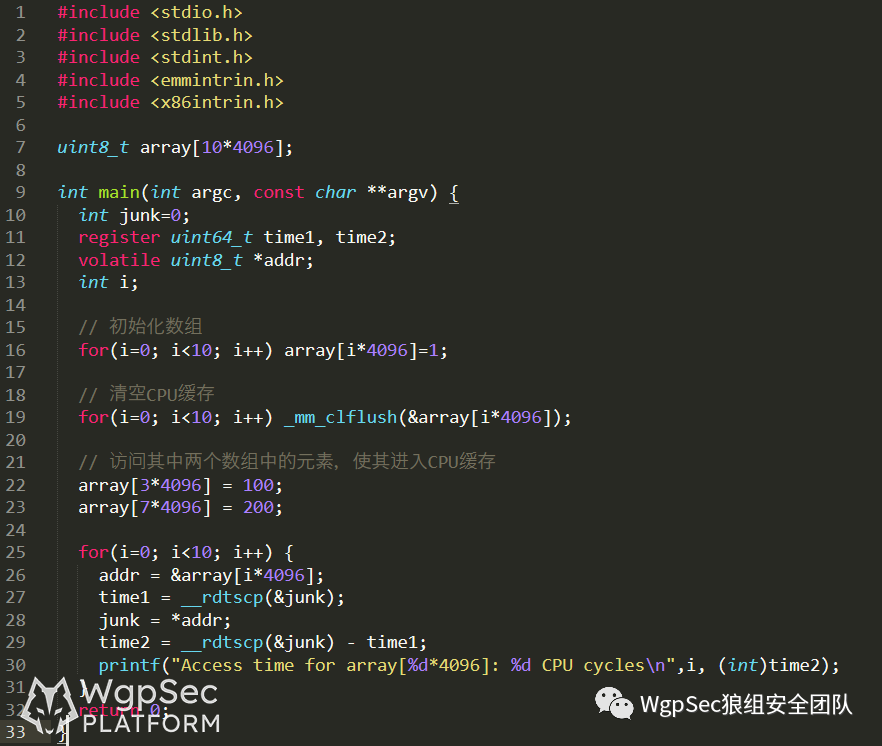 1 #include <stdio.h>
2 #include <stdlib.h>
3 #include <stdint.h>
4 #include <emmintrin.h>
5 #include <x86intrin.h>
6
7 uint8_t array[10*4096];
8
9 int main(int argc, const char **argv) {
10 int junk=0;
11 register uint64_t time1, time2;
12 volatile uint8_t *addr;
13 int i;
14
15 // 初始化数组
16 for(i=0; i<10; i++) array[i*4096]=1;
17
18 // 清空CPU缓存
19 for(i=0; i<10; i++) _mm_clflush(&array[i*4096]);
20
21 // 访问其中两个数组中的元素，使其进入CPU缓存
22 array[3*4096] = 100;
23 array[7*4096] = 200;
24
25 for(i=0; i<10; i++) {
26 addr = &array[i*4096];
27 time1 = __rdtscp(&junk);
28 junk = *addr;
29 time2 = __rdtscp(&junk) - time1;
30 printf("Access time for array[%d*4096]: %d CPU cycles\n",i, (int)time2);
31 }
32 return 0;
33 }
WgpSec
PLATFORM
WgpSec狼组安全团队